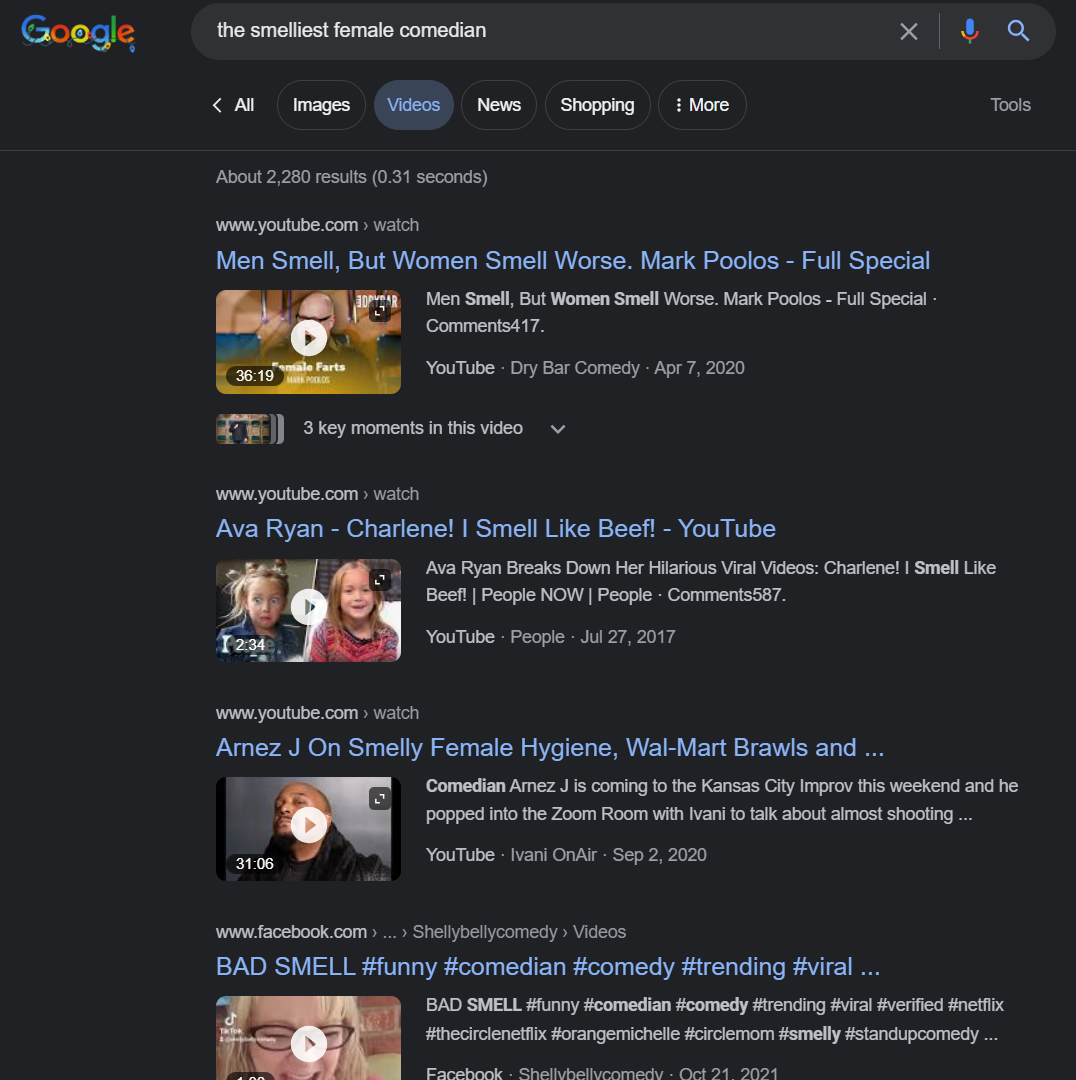 Google
the smelliest female comedian
All
Images
Videos
News
Shopping
More
Tools
About 2,280 results (0.31 seconds)
www.youtube.com › watch
Men Smell, But Women Smell Worse. Mark Poolos - Full Special
DRYBAR
Female Farts
MARK POOLOS
36:19
Men Smell, But Women Smell Worse. Mark Poolos - Full Special ·
Comments417.
YouTube · Dry Bar Comedy · Apr 7, 2020
3 key moments in this video
www.youtube.com › watch
Ava Ryan - Charlene! I Smell Like Beef! - YouTube
2:34
Ava Ryan Breaks Down Her Hilarious Viral Videos: Charlene! I Smell Like
Beef! | People NOW | People · Comments587.
YouTube · People · Jul 27, 2017
www.youtube.com › watch
Arnez J On Smelly Female Hygiene, Wal-Mart Brawls and ...
31:06
Comedian Arnez J is coming to the Kansas City Improv this weekend and he
popped into the Zoom Room with Ivani to talk about almost shooting ...
YouTube · Ivani OnAir · Sep 2, 2020
www.facebook.com › ... › Shellybellycomedy › Videos
BAD SMELL #funny #comedian #comedy #trending #viral ...
TikTok
BAD SMELL #funny #comedian #comedy #trending #viral #verified #netflix
#thecirclenetflix #orangemichelle #circlemom #smelly #standupcomedy ...
Facebook · Shellybellycomedy · Oct 21, 2021